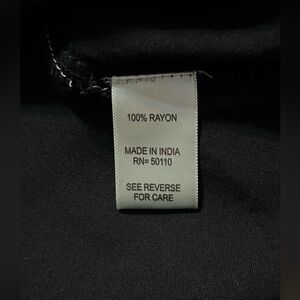 100% RAYON
MADE IN INDIA
RN= 50110
SEE REVERSE
FOR CARE